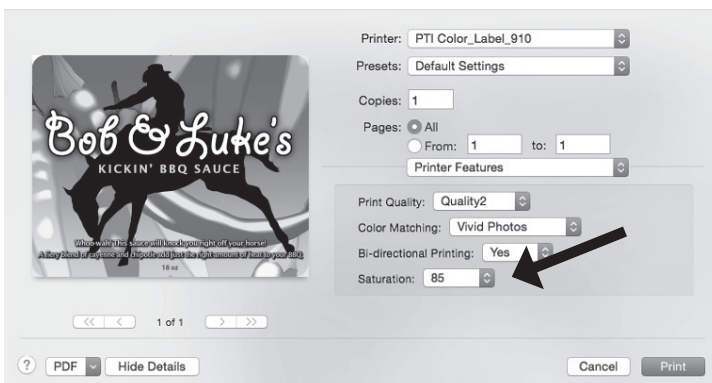 Printer: PTI Color_Label_910
Presets: Default Settings
Copies: 1
Pages: All
From: 1 to: 1
Printer Features
Bob & Luke's
KICKIN' BBQ SAUCE
Whoo-wah! This sauce will knock you right off your horse!
A fiery blend of cayenne and chipotle add just the right amount of heat to your BBQ.
18 oz
Print Quality: Quality2
Color Matching: Vivid Photos
Bi-directional Printing: Yes
Saturation: 85
<< < 1 of 1 > >>
? PDF Hide Details Cancel Print